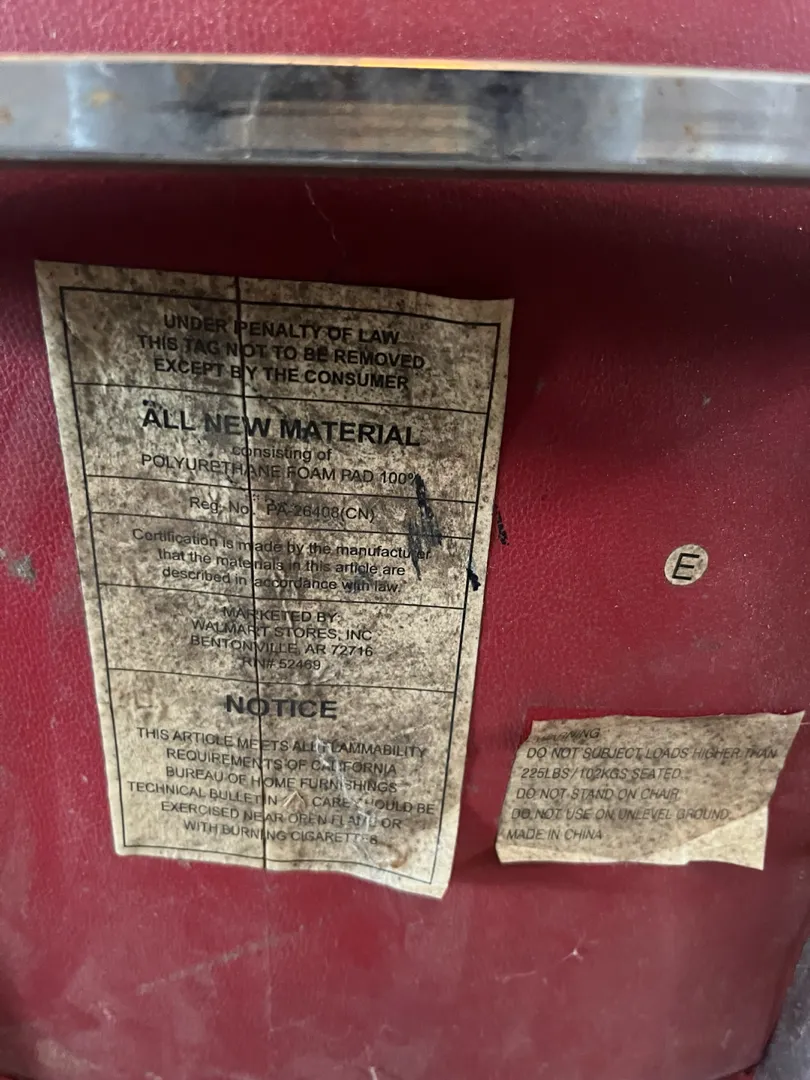 UNDER PENALTY OF LAW
THIS TAG NOT TO BE REMOVED
EXCEPT BY THE CONSUMER
ALL NEW MATERIAL
consisting of
POLYURETHANE FOAM PAD 100%
Reg. No. PA-26408(CN)
Certification is made by the manufacturer
that the materials in this article are
described in accordance with law.
MARKETED BY:
WALMART STORES, INC
BENTONVILLE, AR 72716
RN# 52469
NOTICE
THIS ARTICLE MEETS ALL FLAMMABILITY
REQUIREMENTS OF CALIFORNIA
BUREAU OF HOME FURNISHINGS
TECHNICAL BULLETIN CARE SHOULD BE
EXERCISED NEAR OPEN FLAME OR
WITH BURNING CIGARETTES
E
WARNING
DO NOT SUBJECT LOADS HIGHER THAN
225LBS/102KGS SEATED.
DO NOT STAND ON CHAIR.
DO NOT USE ON UNLEVEL GROUND.
MADE IN CHINA